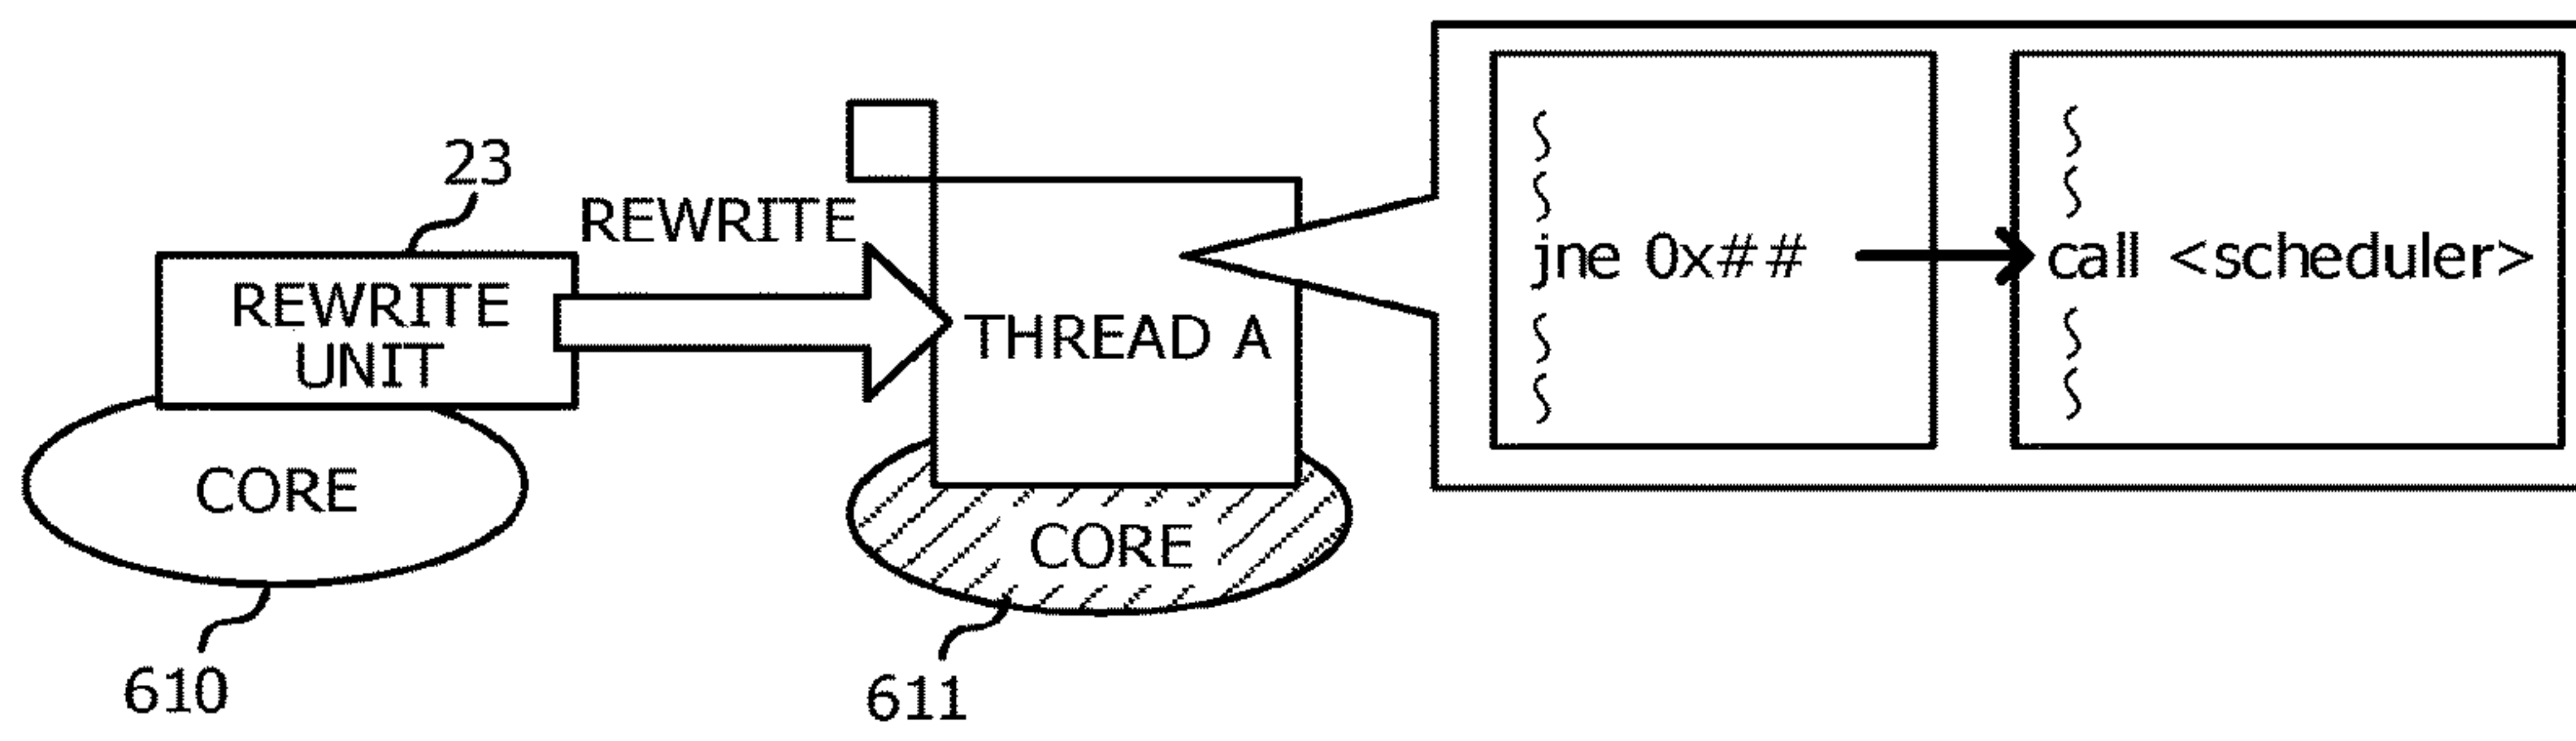 23
REWRITE
REWRITE
UNIT
CORE
610
THREAD A
CORE
611
jne 0x##
call <scheduler>